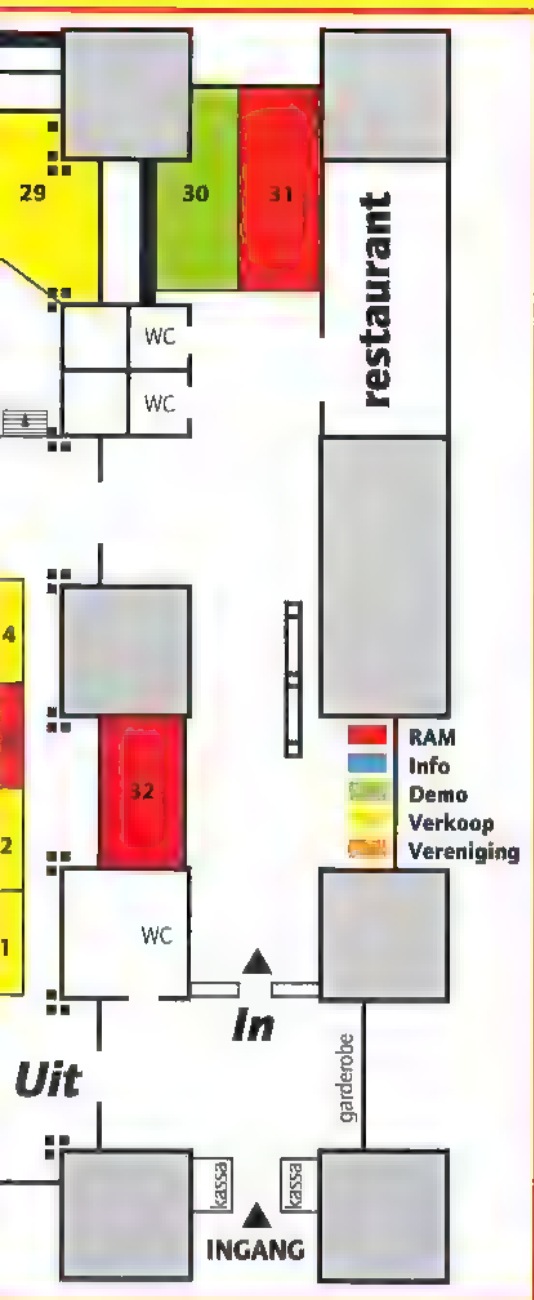 29
30
31
restaurant
WC
WC
4
32
RAM
Info
Demo
Verkoop
Vereniging
2
WC
1
In
Uit
garderobe
kassa
kassa
INGANG